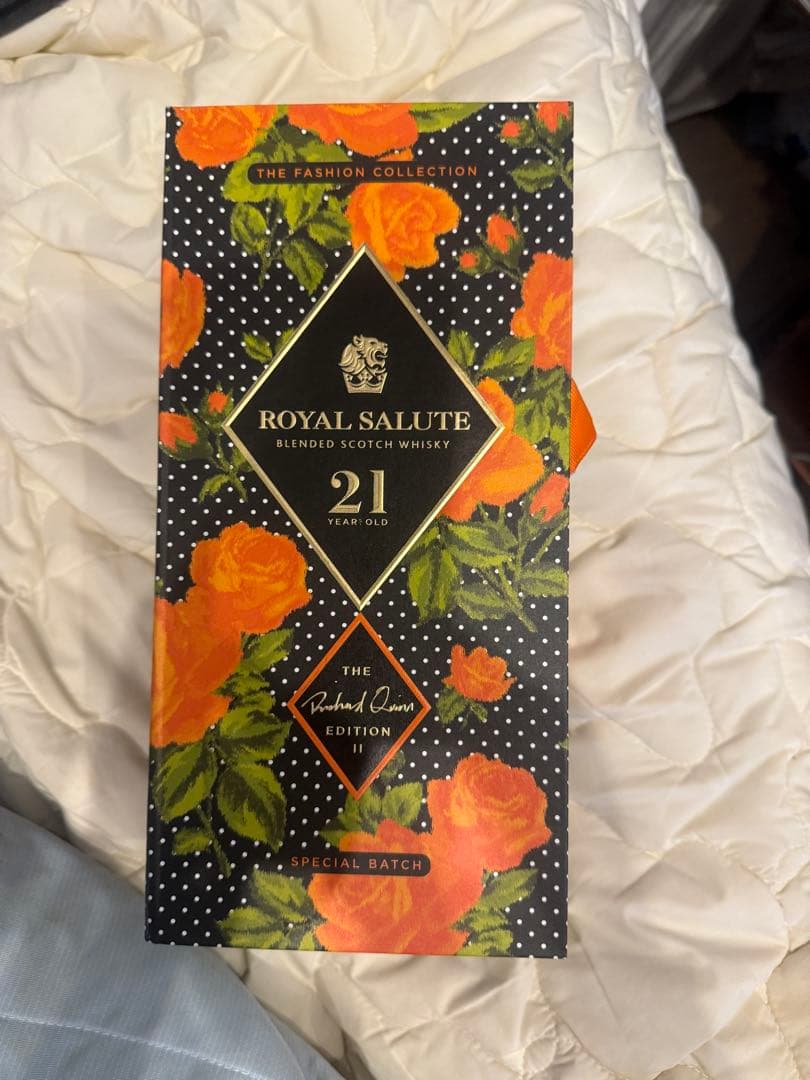 THE FASHION COLLECTION
ROYAL SALUTE
BLENDED SCOTCH WHISKY
21
YEAR OLD
THE
Richard Quinn
EDITION
II
SPECIAL BATCH